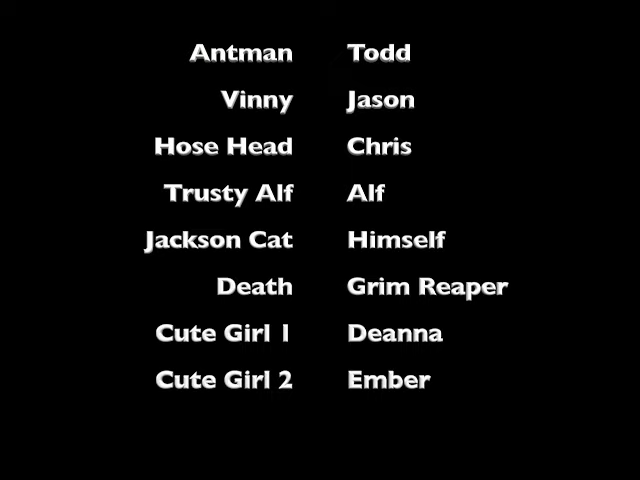 Antman Todd
Vinny Jason
Hose Head Chris
Trusty Alf Alf
Jackson Cat Himself
Death Grim Reaper
Cute Girl 1 Deanna
Cute Girl 2 Ember